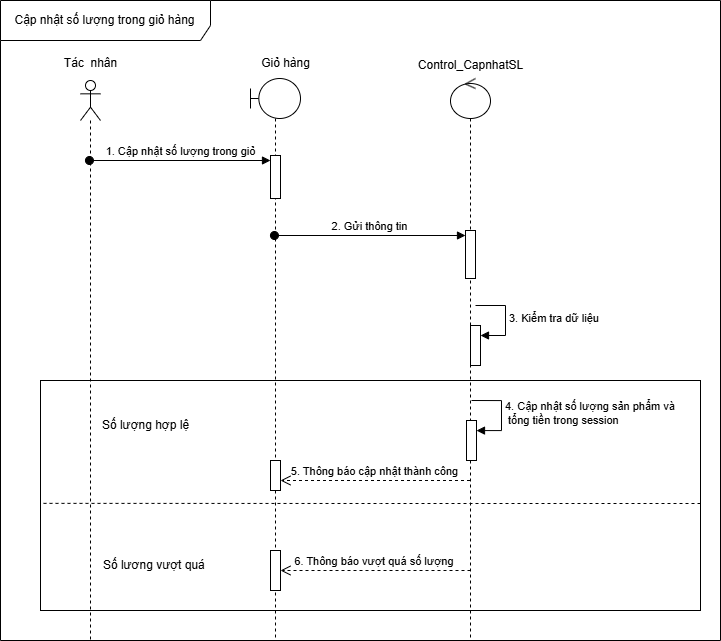 Cập nhật số lượng trong giỏ hàng
Tác nhân
Giỏ hàng
Control_CapnhatSL
1. Cập nhật số lượng trong giỏ
2. Gửi thông tin
3. Kiểm tra dữ liệu
Số lượng hợp lệ
4. Cập nhật số lượng sản phẩm và
tổng tiền trong session
5. Thông báo cập nhật thành công
Số lương vượt quá
6. Thông báo vượt quá số lượng